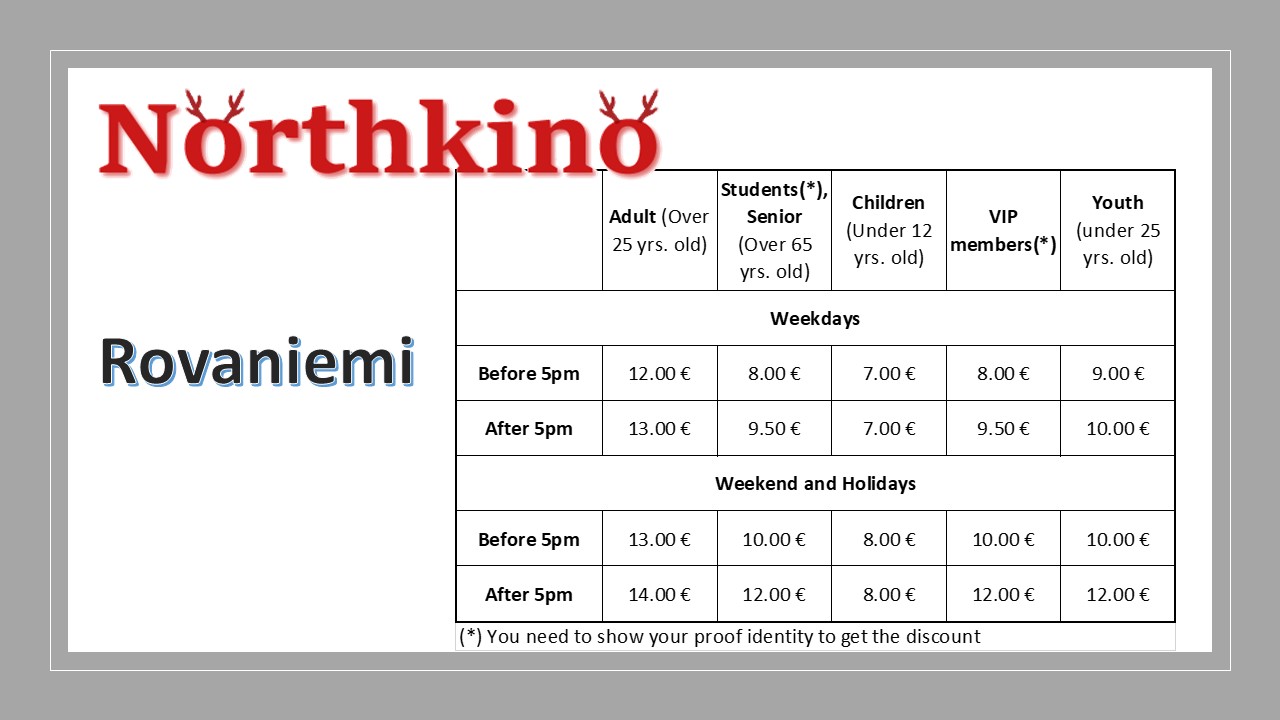 Northkino
Rovaniemi
Adult (Over
25 yrs. old)
Students(*),
Senior
(Over 65
yrs. old)
Children
(Under 12
yrs. old)
VIP
members(*)
Youth
(under 25
yrs. old)
Weekdays
Before 5pm 12.00 € 8.00 € 7.00 € 8.00 € 9.00 €
After 5pm 13.00 € 9.50 € 7.00 € 9.50 € 10.00 €
Weekend and Holidays
Before 5pm 13.00 € 10.00 € 8.00 € 10.00 € 10.00 €
After 5pm 14.00 € 12.00 € 8.00 € 12.00 € 12.00 €
(*) You need to show your proof identity to get the discount